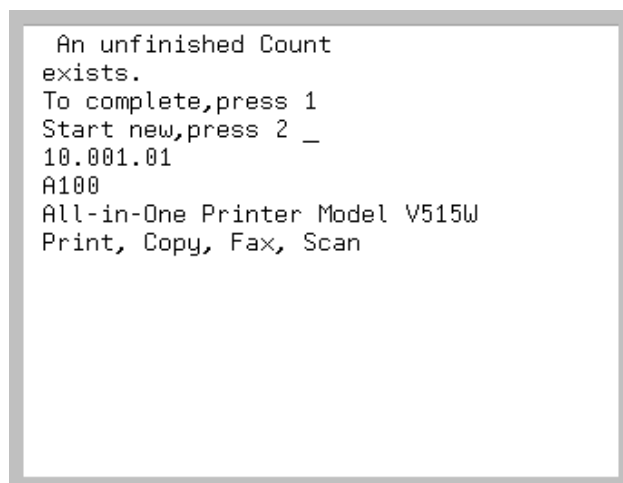 An unfinished Count
exists.
To complete,press 1
Start new,press 2 _
10.001.01
A100
All-in-One Printer Model V515W
Print, Copy, Fax, Scan